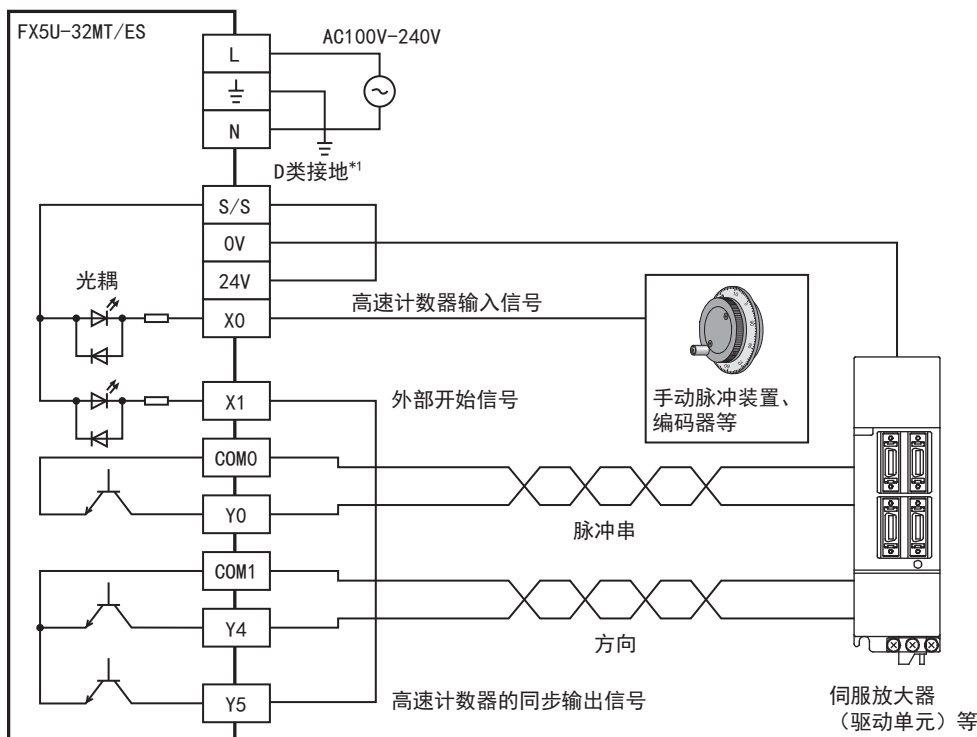 FX5U-32MT/ES
AC100V-240V
L
N
D类接地*1
S/S
0V
24V
光耦
高速计数器输入信号
X0
手动脉冲装置、
编码器等
X1
外部开始信号
COM0
Y0
脉冲串
COM1
Y4
方向
Y5
高速计数器的同步输出信号
伺服放大器
（驱动单元）等